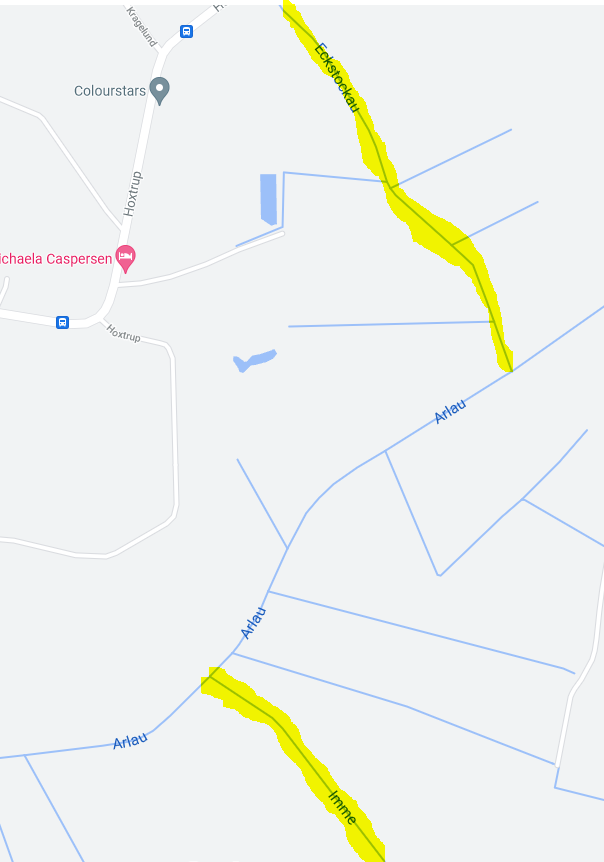 Kragelund
H
Colourstars
Eckstockau
Hoxtrup
ichaela Caspersen
Hoxtrup
Arlau
Arlau
Arlau
Imme